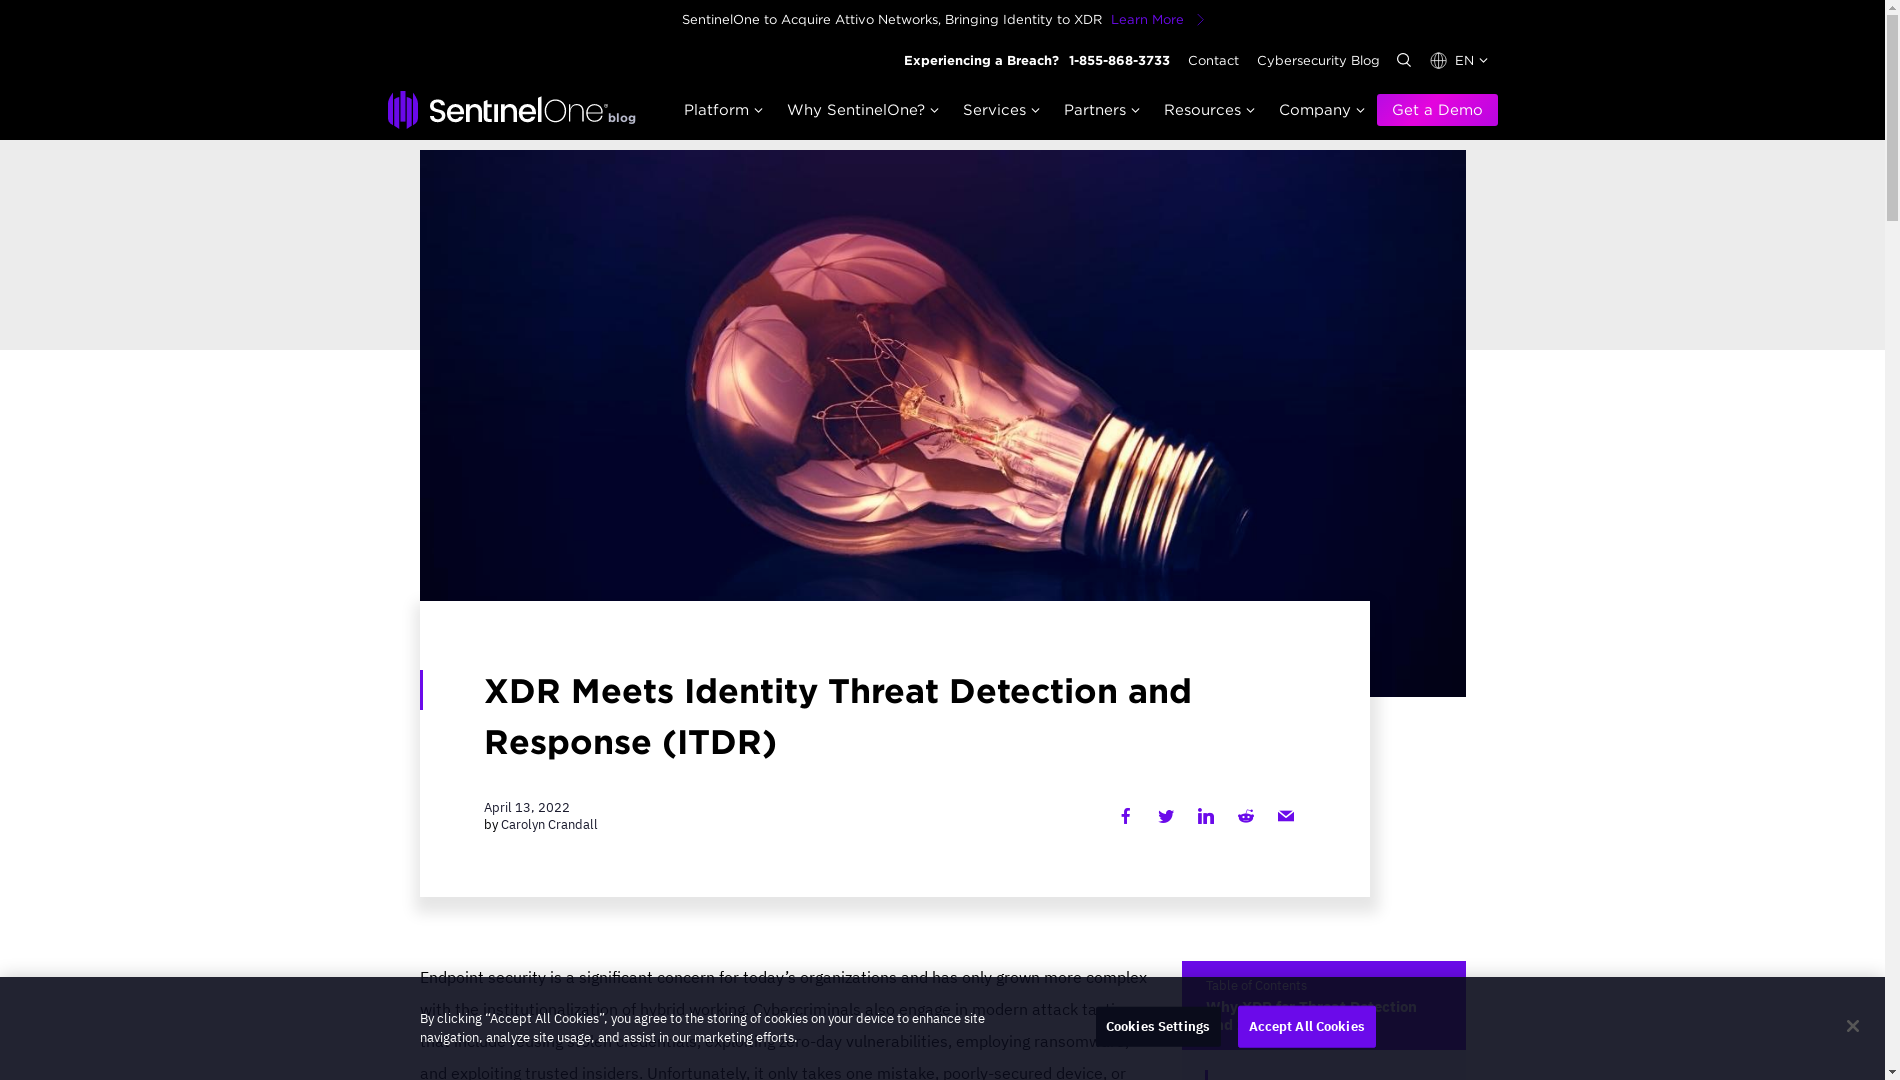 SentinelOne to Acquire Attivo Networks, Bringing Identity to XDR Learn More
Experiencing a Breach? 1-855-868-3733 Contact Cybersecurity Blog EN
SentinelOne® blog Platform Why SentinelOne? Services Partners Resources Company Get a Demo
XDR Meets Identity Threat Detection and
Response (ITDR)
April 13, 2022
by Carolyn Crandall
Endpoint security is a significant concern for today’s organizations and has only grown more complex
with the institutionalization of hybrid working. Cybercriminals also engage in modern attack
zero-day vulnerabilities, employing
and exploiting trusted insiders. Unfortunately, it only takes one mistake, poorly-secured device, or
Table of Contents
Why XDR for Threat Detection
By clicking “Accept All Cookies”, you agree to the storing of cookies on your device to enhance site
navigation, analyze site usage, and assist in our marketing efforts.
Cookies Settings
Accept All Cookies